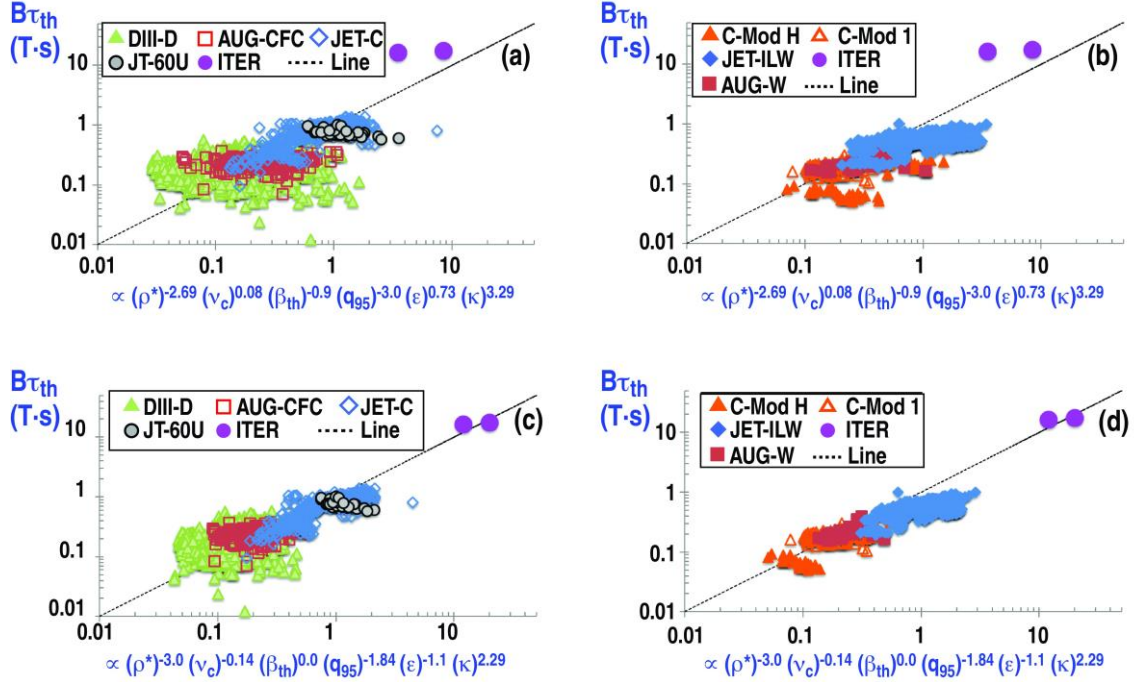 Bτth
(T·s)
DIII-D AUG-CFC JET-C
JT-60U ITER Line
(a)
10
1
0.1
0.01
0.01 0.1 1 10
∝ (ρ*)-2.69 (νc)0.08 (βth)-0.9 (q95)-3.0 (ε)0.73 (κ)3.29
C-Mod H C-Mod 1
JET-ILW ITER
AUG-W Line
(b)
10
1
0.1
0.01
0.01 0.1 1 10
∝ (ρ*)-2.69 (νc)0.08 (βth)-0.9 (q95)-3.0 (ε)0.73 (κ)3.29
Bτth
(T·s)
DIII-D AUG-CFC JET-C
JT-60U ITER Line
(c)
10
1
0.1
0.01
0.01 0.1 1 10
∝ (ρ*)-3.0 (νc)-0.14 (βth)0.0 (q95)-1.84 (ε)-1.1 (κ)2.29
Bτth
(T·s)
C-Mod H C-Mod 1
JET-ILW ITER
AUG-W Line
(d)
10
1
0.1
0.01
0.01 0.1 1 10
∝ (ρ*)-3.0 (νc)-0.14 (βth)0.0 (q95)-1.84 (ε)-1.1 (κ)2.29